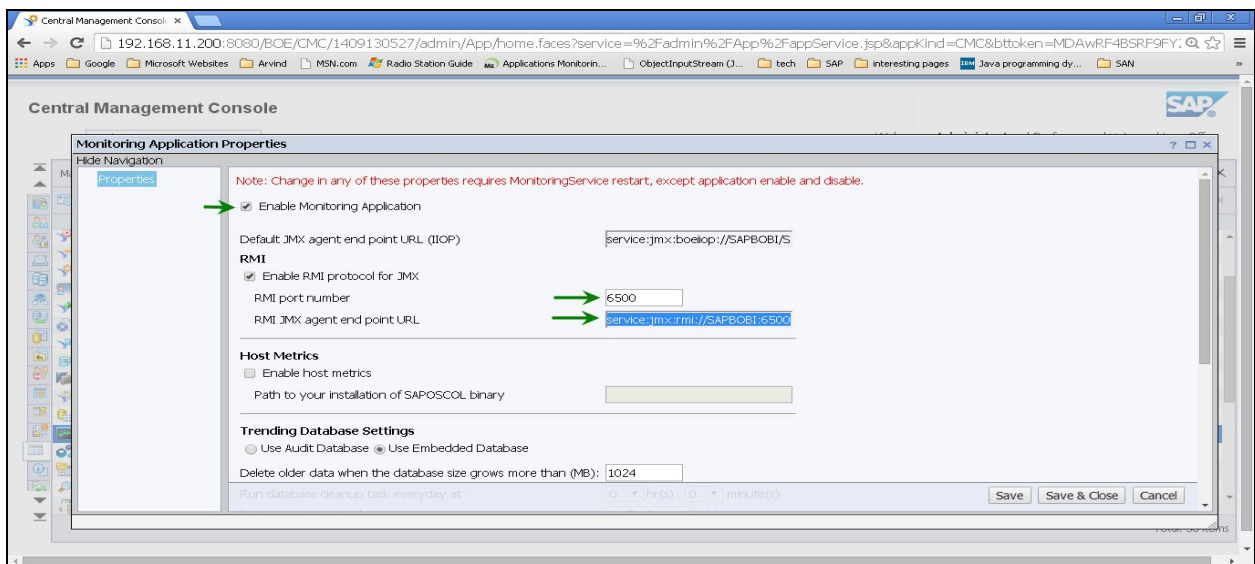 Central Management Consol
192.168.11.200:8080/BOE/CMC/1409130527/admin/App/home.faces?service=%2Fadmin%2FApp%2FappService.jsp&appKind=CMC&bttoken=MDAwRF4BSRF9FY
Apps Google Microsoft Websites Arvind MSN.com Radio Station Guide Applications Monitorin... ObjectInputStream (J... tech SAP interesting pages IBM Java programming dy... SAN
Central Management Console
SAP
Monitoring Application Properties
Hide Navigation
Properties
Note: Change in any of these properties requires MonitoringService restart, except application enable and disable.
Enable Monitoring Application
Default JMX agent end point URL (IIOP) service:jmx:boeiiop://SAPBOBI/S
RMI
Enable RMI protocol for JMX
RMI port number 6500
RMI JMX agent end point URL service:jmx:rmi://SAPBOBI:6500
Host Metrics
Enable host metrics
Path to your installation of SAPOSCOL binary
Trending Database Settings
Use Audit Database Use Embedded Database
Delete older data when the database size grows more than (MB): 1024
Run database cleanup task everyday at 0 hr(s) 0 minute(s)
Save Save & Close Cancel